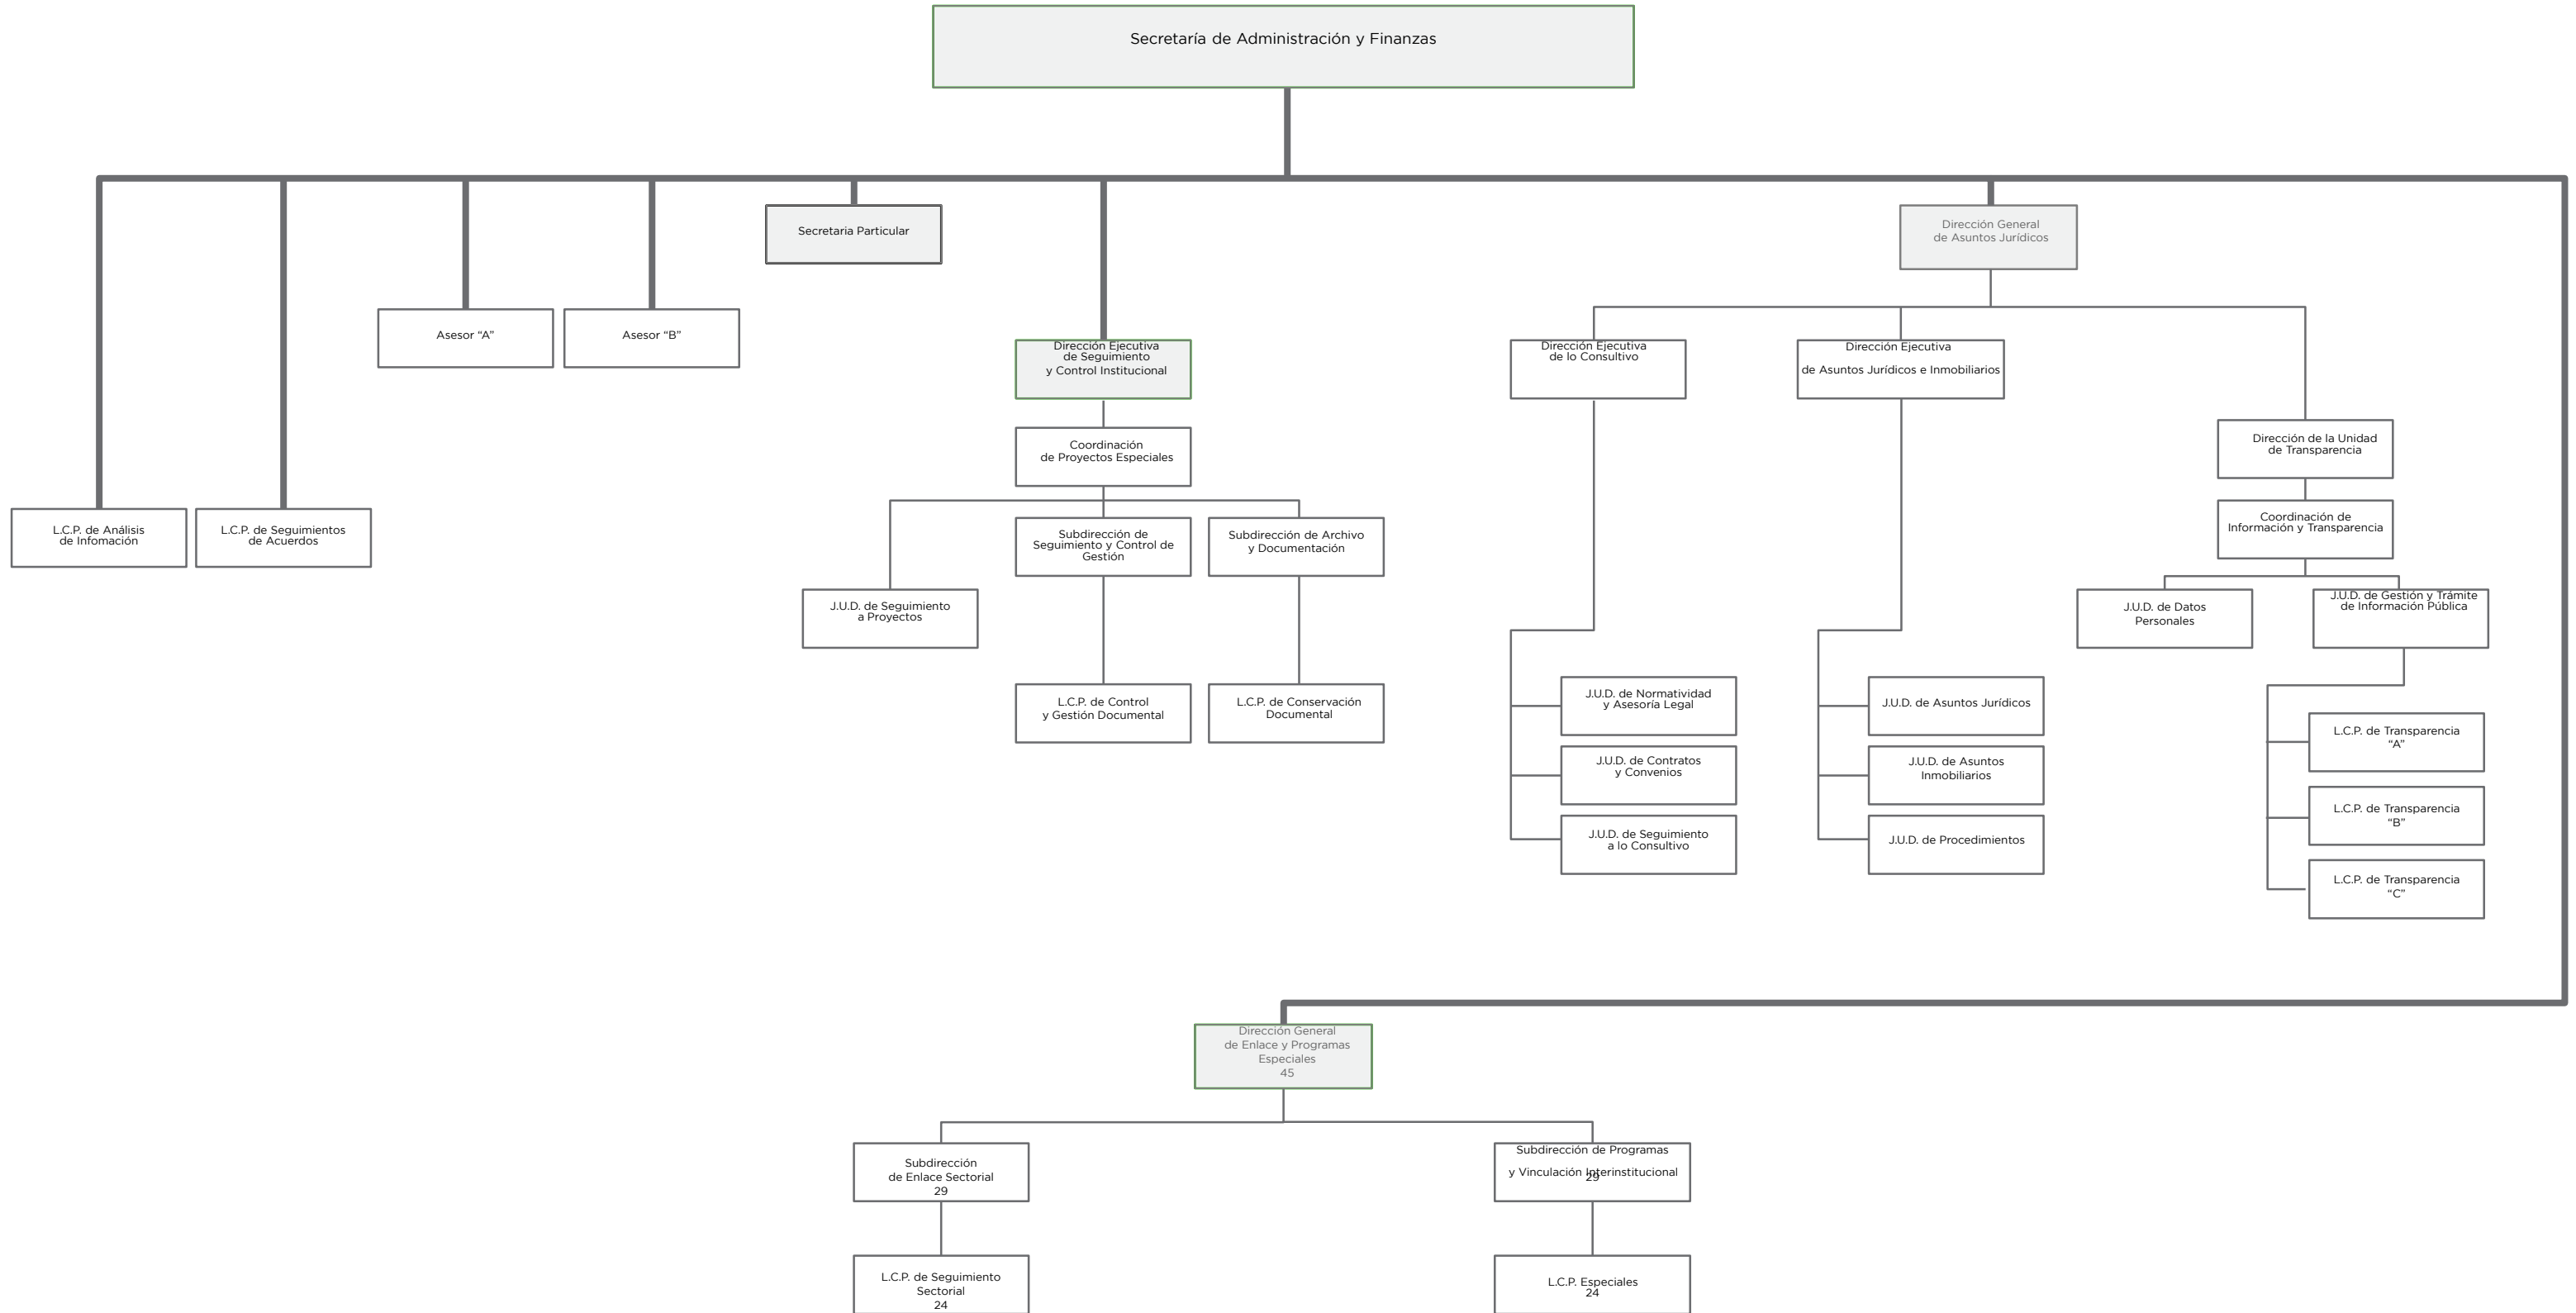 Secretaría de Administración y Finanzas
Secretaria Particular
Dirección General
de Asuntos Jurídicos
Asesor “A”
Asesor “B”
Dirección Ejecutiva
de Seguimiento
y Control Institucional
Dirección Ejecutiva
de lo Consultivo
Dirección Ejecutiva
de Asuntos Jurídicos e Inmobiliarios
Coordinación
de Proyectos Especiales
Dirección de la Unidad
de Transparencia
L.C.P. de Análisis
de Infomación
L.C.P. de Seguimientos
de Acuerdos
Subdirección de
Seguimiento y Control de
Gestión
Subdirección de Archivo
y Documentación
Coordinación de
Información y Transparencia
J.U.D. de Seguimiento
a Proyectos
J.U.D. de Datos
Personales
J.U.D. de Gestión y Trámite
de Información Pública
L.C.P. de Control
y Gestión Documental
L.C.P. de Conservación
Documental
J.U.D. de Normatividad
y Asesoría Legal
J.U.D. de Asuntos Jurídicos
L.C.P. de Transparencia
“A”
J.U.D. de Contratos
y Convenios
J.U.D. de Asuntos
Inmobiliarios
L.C.P. de Transparencia
“B”
J.U.D. de Seguimiento
a lo Consultivo
J.U.D. de Procedimientos
L.C.P. de Transparencia
“C”
Dirección General
de Enlace y Programas
Especiales
45
Subdirección
de Enlace Sectorial
29
Subdirección de Programas
y Vinculación Interinstitucional
29
L.C.P. de Seguimiento
Sectorial
24
L.C.P. Especiales
24